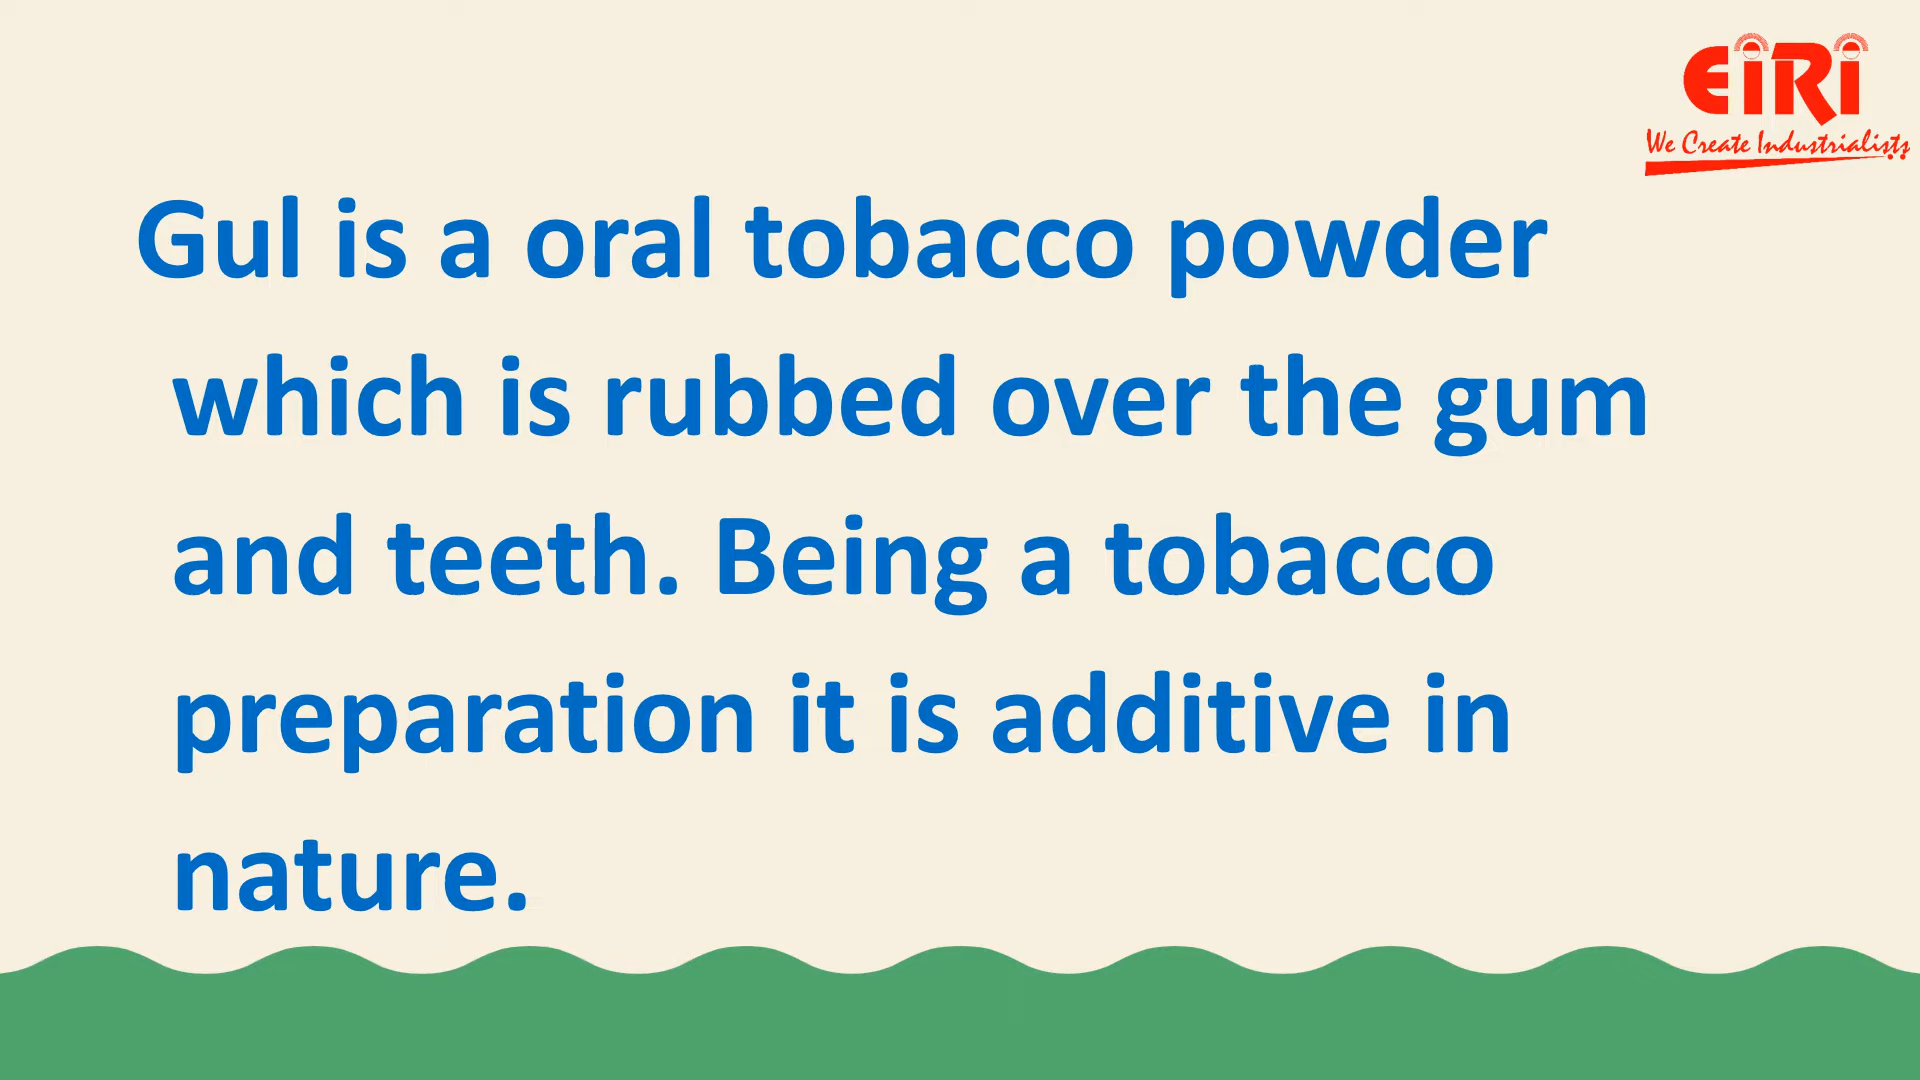 EiRi
We Create Industrialists
Gul is a oral tobacco powder
which is rubbed over the gum
and teeth. Being a tobacco
preparation it is additive in
nature.